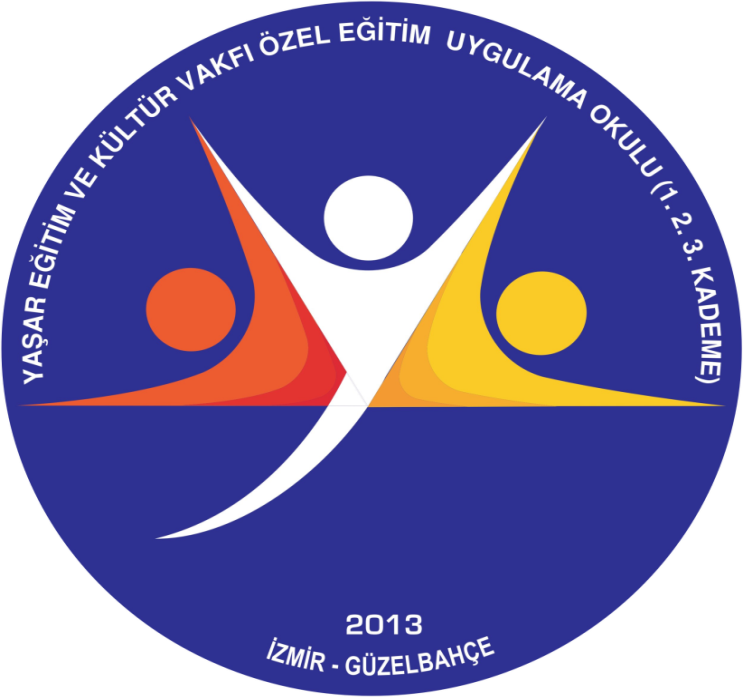 YAŞAR EĞİTİM VE KÜLTÜR VAKFI ÖZEL EĞİTİM UYGULAMA OKULU (1. 2. 3. KADEME)
2013
İZMİR - GÜZELBAHÇE